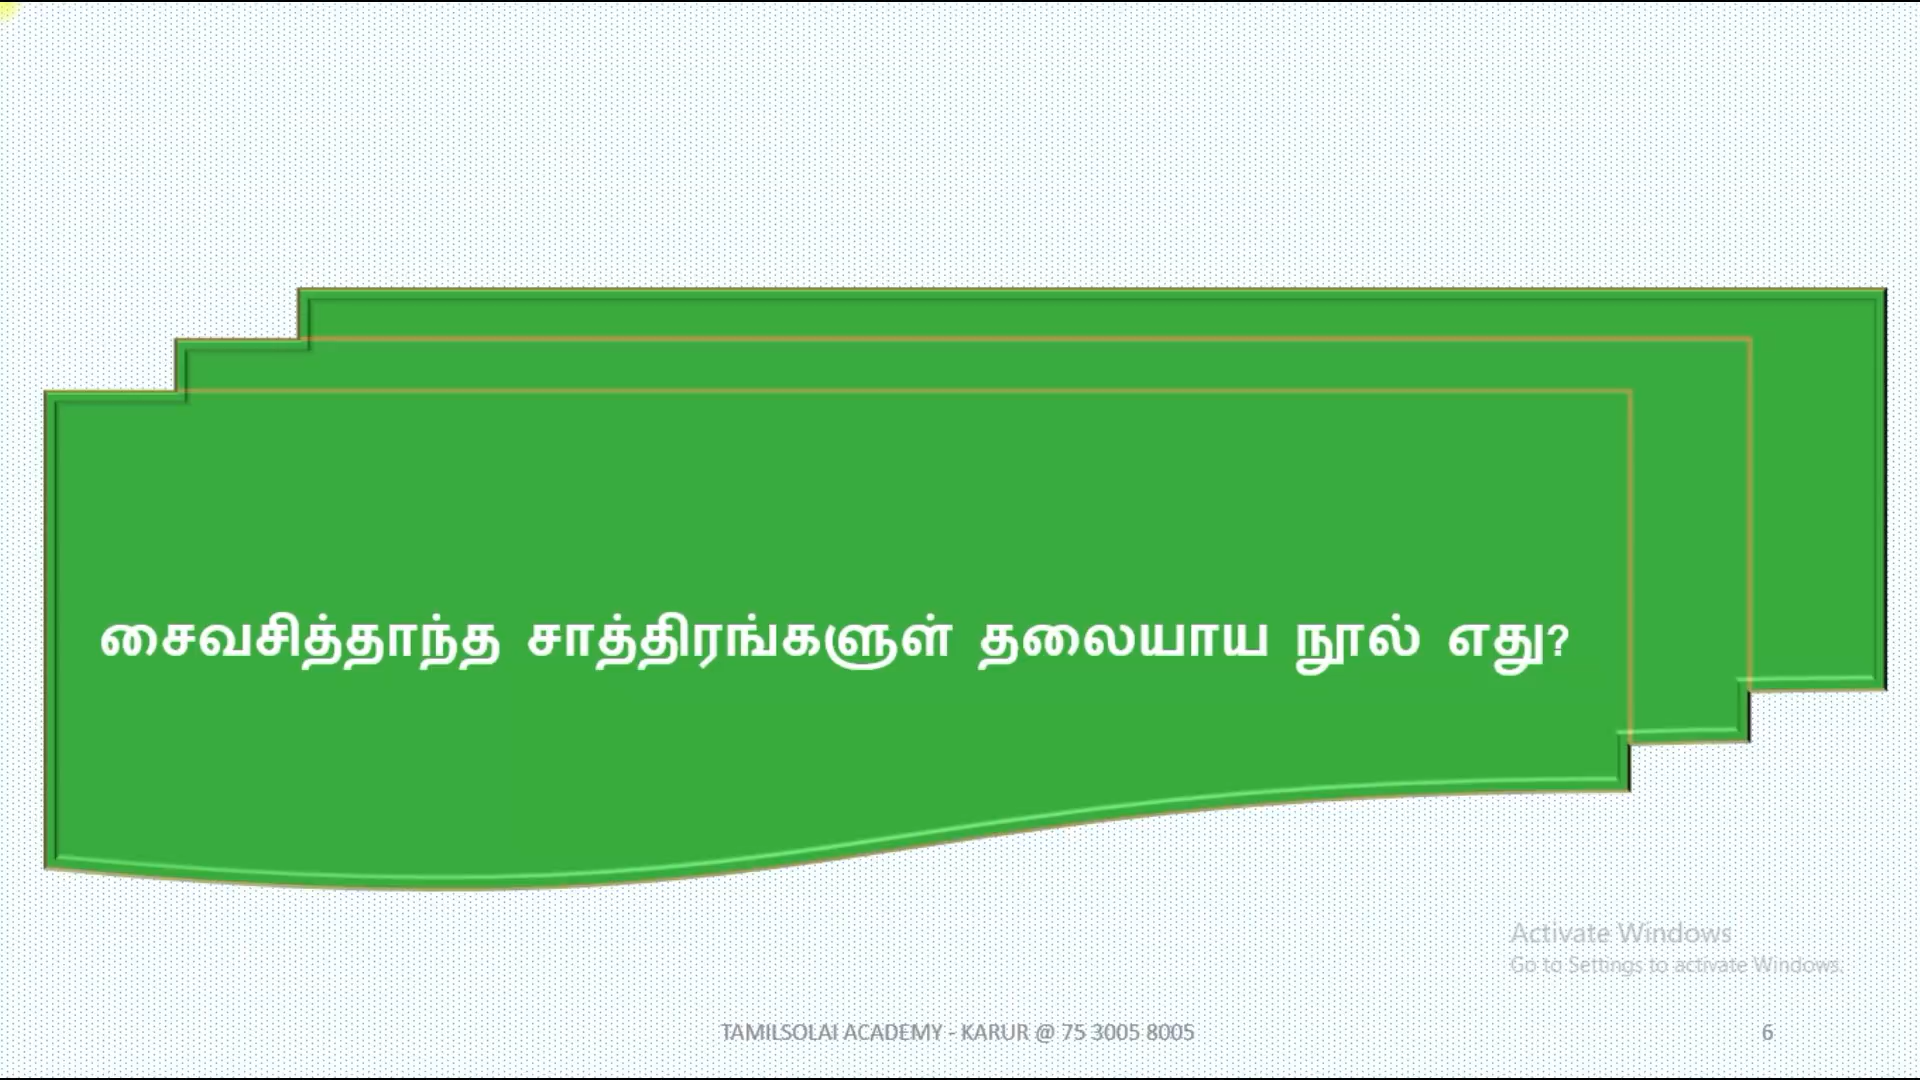 சைவசித்தாந்த சாத்திரங்களுள் தலையாய நூல் எது?
Activate Windows
Go to Settings to activate Windows.
TAMILSOLAI ACADEMY - KARUR @ 75 3005 8005
6